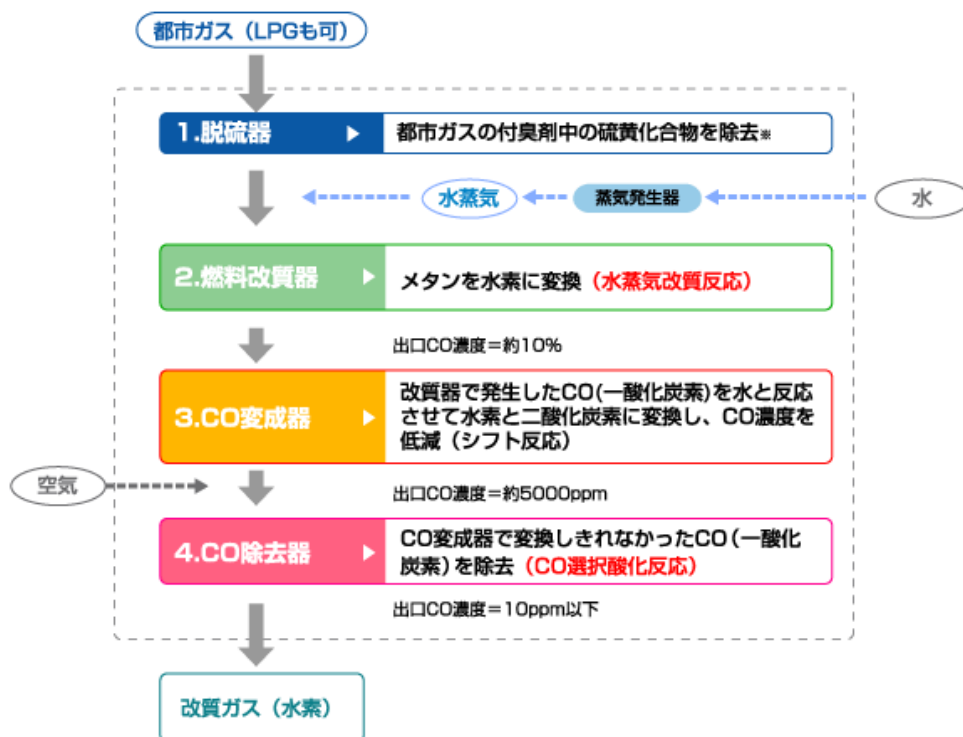 都市ガス（LPGも可）
1.脱硫器
都市ガスの付臭剤中の硫黄化合物を除去※
水蒸気
蒸気発生器
水
2.燃料改質器
メタンを水素に変換（水蒸気改質反応）
出口CO濃度＝約10%
3.CO変成器
改質器で発生したCO(一酸化炭素)を水と反応
させて水素と二酸化炭素に変換し、CO濃度を
低減（シフト反応）
空気
出口CO濃度＝約5000ppm
4.CO除去器
CO変成器で変換しきれなかったCO（一酸化
炭素）を除去（CO選択酸化反応）
出口CO濃度＝10ppm以下
改質ガス（水素）